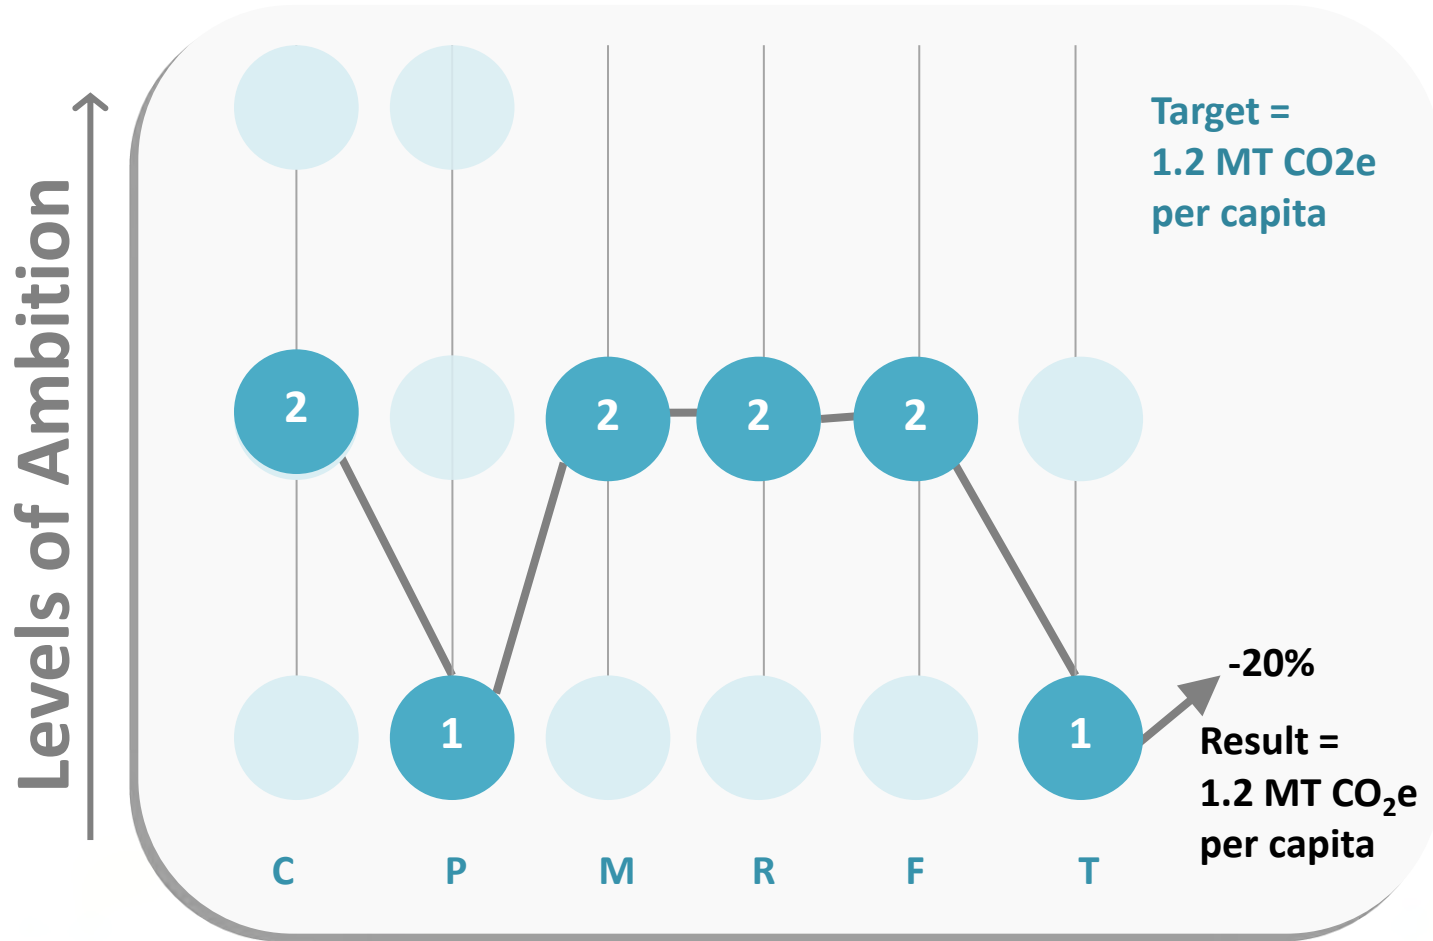 Levels of Ambition
Target =
1.2 MT CO2e
per capita
2
2
2
2
1
1
-20%
Result =
1.2 MT CO₂e
per capita
C
P
M
R
F
T